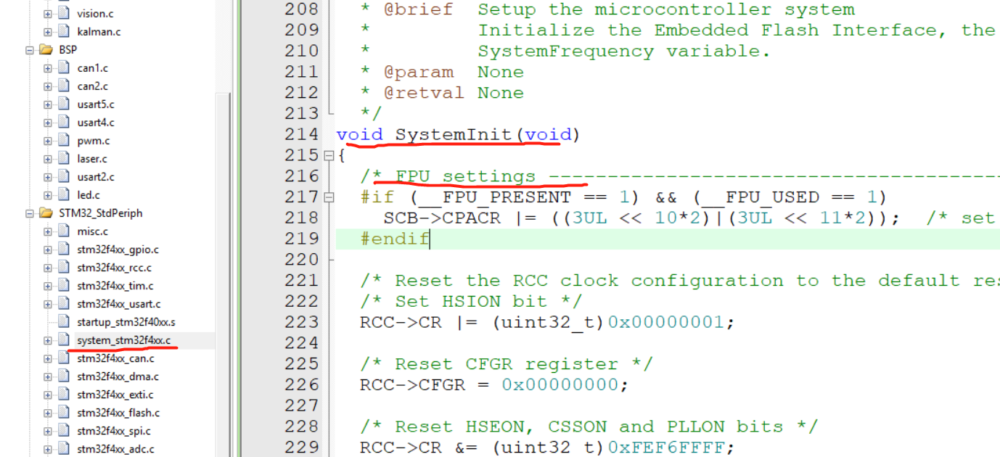 vision.c
kalman.c
BSP
can1.c
can2.c
usart5.c
usart4.c
pwm.c
laser.c
usart2.c
led.c
STM32_StdPeriph
misc.c
stm32f4xx_gpio.c
stm32f4xx_rcc.c
stm32f4xx_tim.c
stm32f4xx_usart.c
startup_stm32f40xx.s
system_stm32f4xx.c
stm32f4xx_can.c
stm32f4xx_dma.c
stm32f4xx_exti.c
stm32f4xx_flash.c
stm32f4xx_spi.c
stm32f4xx_adc.c
208 * @brief Setup the microcontroller system
209 * Initialize the Embedded Flash Interface, the
210 * SystemFrequency variable.
211 * @param None
212 * @retval None
213 */
214 void SystemInit(void)
215 {
216 /* FPU settings ---------------------------------------
217 #if (__FPU_PRESENT == 1) && (__FPU_USED == 1)
218 SCB->CPACR |= ((3UL << 10*2)|(3UL << 11*2)); /* set
219 #endif
220
221 /* Reset the RCC clock configuration to the default res
222 /* Set HSION bit */
223 RCC->CR |= (uint32_t)0x00000001;
224
225 /* Reset CFGR register */
226 RCC->CFGR = 0x00000000;
227
228 /* Reset HSEON, CSSON and PLLON bits */
229 RCC->CR &= (uint32_t)0xFEF6FFFF;